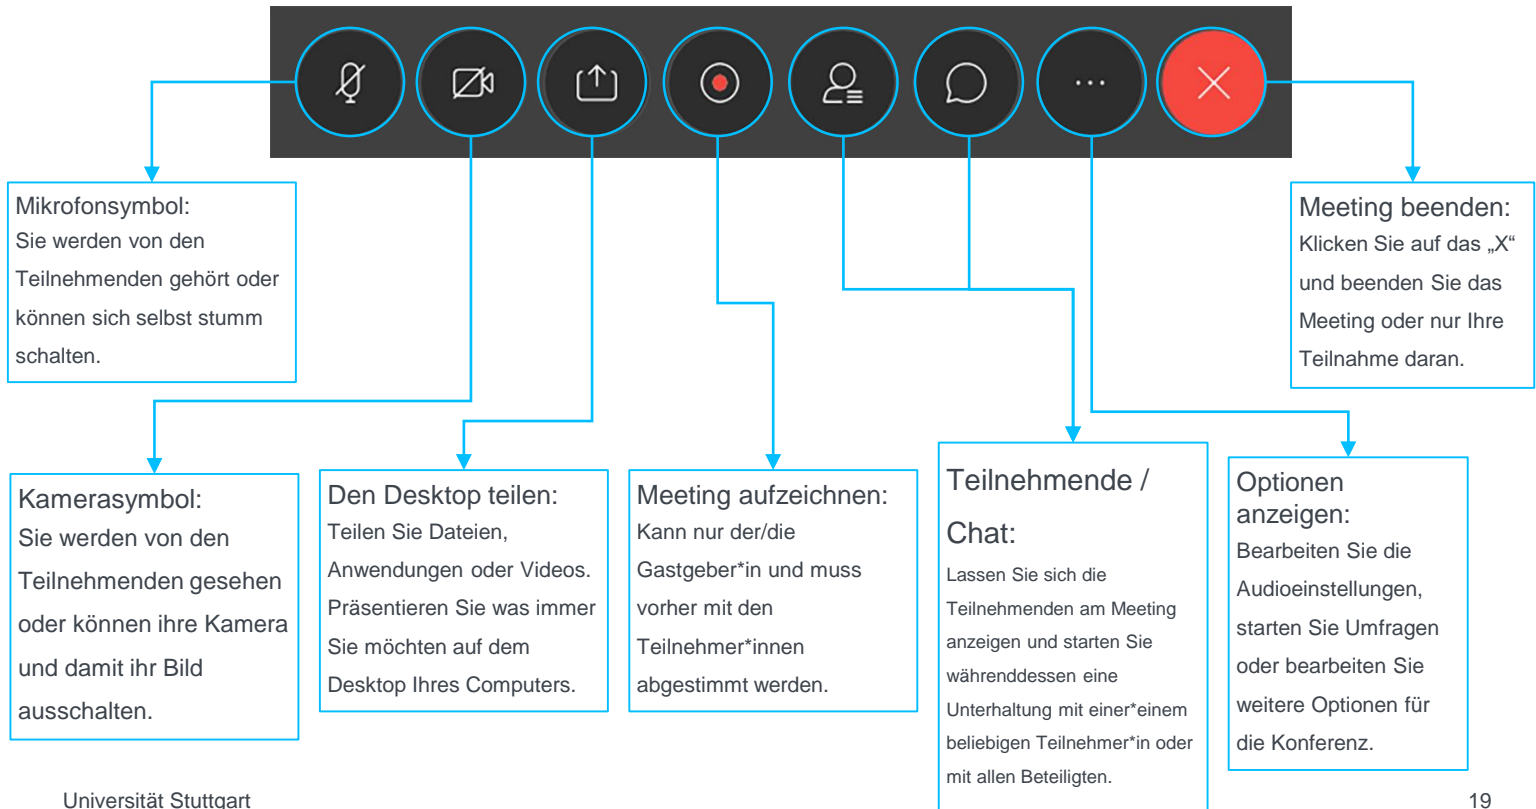 Mikrofonsymbol:
Sie werden von den
Teilnehmenden gehört oder
können sich selbst stumm
schalten.
Meeting beenden:
Klicken Sie auf das „X“
und beenden Sie das
Meeting oder nur Ihre
Teilnahme daran.
Kamerasymbol:
Sie werden von den
Teilnehmenden gesehen
oder können ihre Kamera
und damit ihr Bild
ausschalten.
Den Desktop teilen:
Teilen Sie Dateien,
Anwendungen oder Videos.
Präsentieren Sie was immer
Sie möchten auf dem
Desktop Ihres Computers.
Meeting aufzeichnen:
Kann nur der/die
Gastgeber*in und muss
vorher mit den
Teilnehmer*innen
abgestimmt werden.
Teilnehmende /
Chat:
Lassen Sie sich die
Teilnehmenden am Meeting
anzeigen und starten Sie
währenddessen eine
Unterhaltung mit einer*einem
beliebigen Teilnehmer*in oder
mit allen Beteiligten.
Optionen
anzeigen:
Bearbeiten Sie die
Audioeinstellungen,
starten Sie Umfragen
oder bearbeiten Sie
weitere Optionen für
die Konferenz.
Universität Stuttgart
19